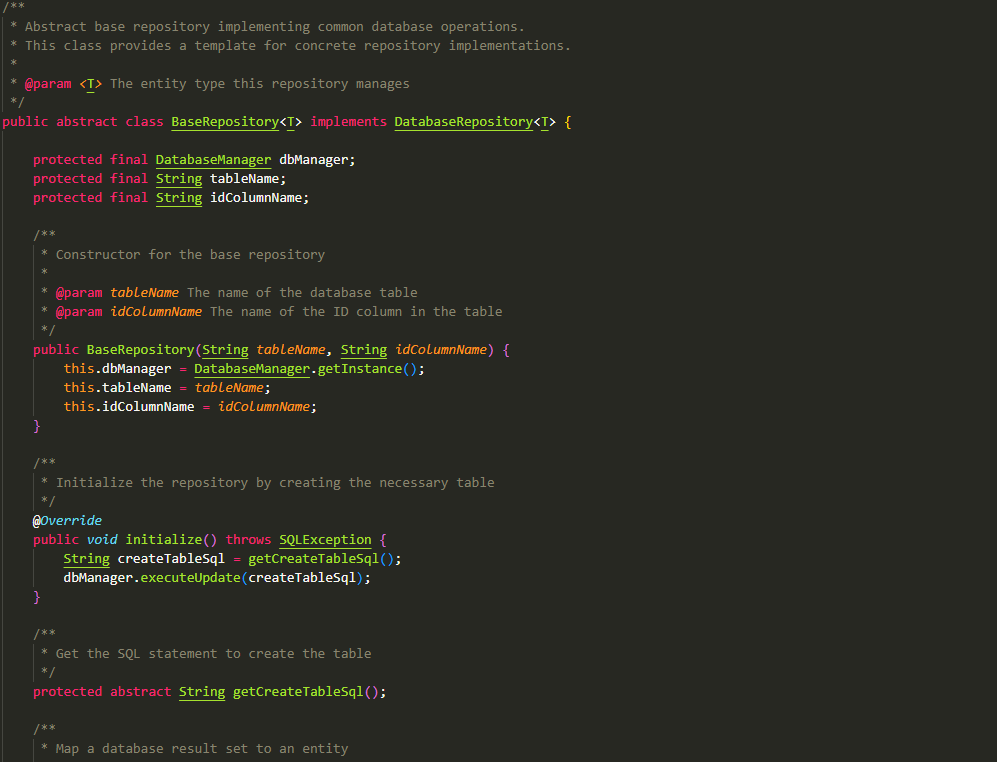 /**
 * Abstract base repository implementing common database operations.
 * This class provides a template for concrete repository implementations.
 *
 * @param <T> The entity type this repository manages
 */
public abstract class BaseRepository<T> implements DatabaseRepository<T> {

    protected final DatabaseManager dbManager;
    protected final String tableName;
    protected final String idColumnName;

    /**
     * Constructor for the base repository
     *
     * @param tableName The name of the database table
     * @param idColumnName The name of the ID column in the table
     */
    public BaseRepository(String tableName, String idColumnName) {
        this.dbManager = DatabaseManager.getInstance();
        this.tableName = tableName;
        this.idColumnName = idColumnName;
    }

    /**
     * Initialize the repository by creating the necessary table
     */
    @Override
    public void initialize() throws SQLException {
        String createTableSql = getCreateTableSql();
        dbManager.executeUpdate(createTableSql);
    }

    /**
     * Get the SQL statement to create the table
     */
    protected abstract String getCreateTableSql();

    /**
     * Map a database result set to an entity